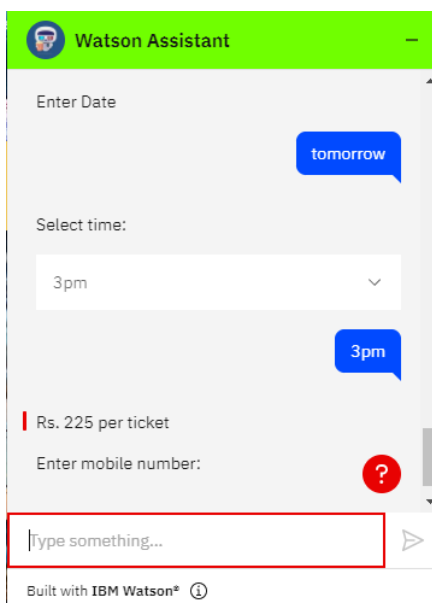 Watson Assistant
Enter Date
tomorrow
Select time:
3pm
3pm
Rs. 225 per ticket
Enter mobile number:
?
Type something...
Built with IBM Watson®